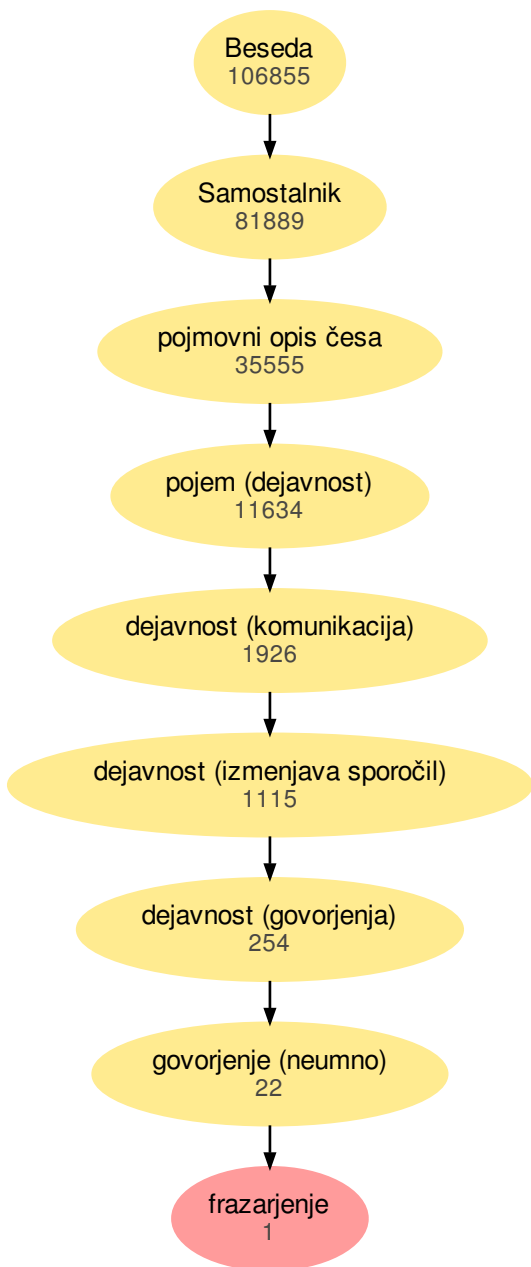 Beseda
106855
Samostalnik
81889
pojmovni opis česa
35555
pojem (dejavnost)
11634
dejavnost (komunikacija)
1926
dejavnost (izmenjava sporočil)
1115
dejavnost (govorjenja)
254
govorjenje (neumno)
22
frazarjenje
1